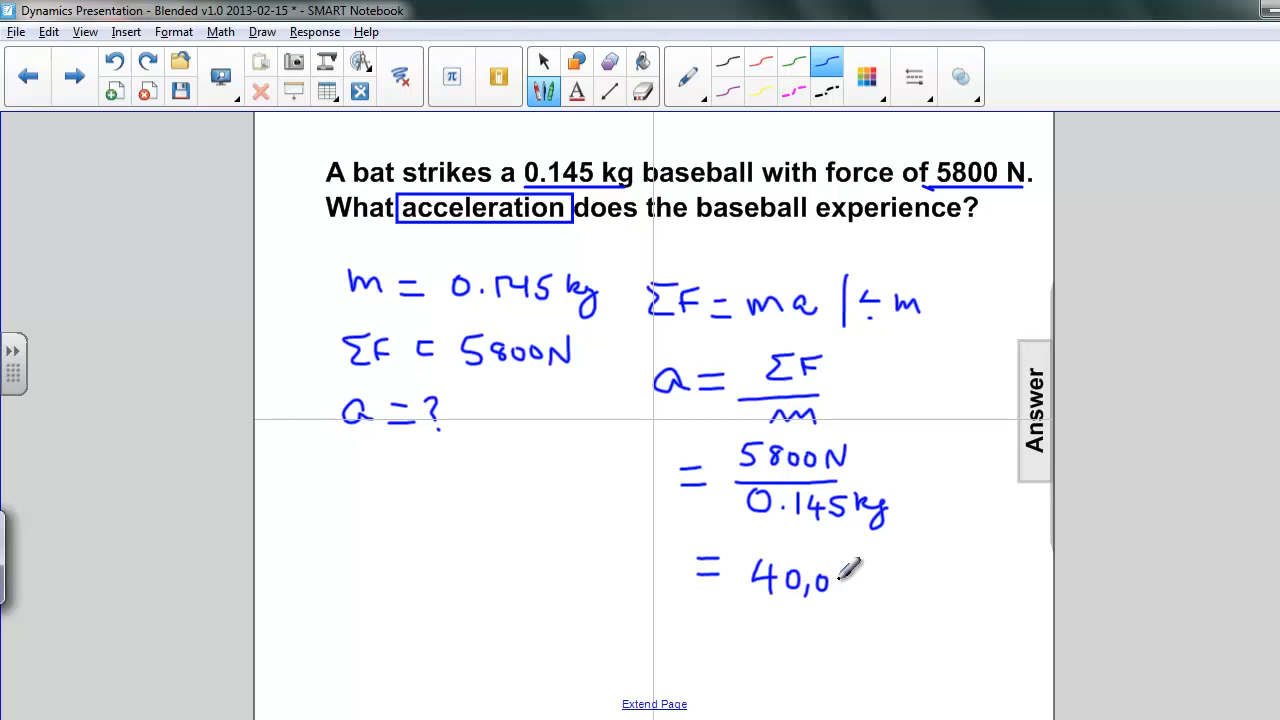 Dynamics Presentation - Blended v1.0 2013-02-15 * - SMART Notebook
File Edit View Insert Format Math Draw Response Help
π
A
A bat strikes a 0.145 kg baseball with force of 5800 N.
What acceleration does the baseball experience?
m = 0.145 kg
ΣF = 5800N
a = ?
ΣF = ma | ÷ m
a = ΣF
m
= 5800N
0.145 kg
= 40,0
Answer
Extend Page